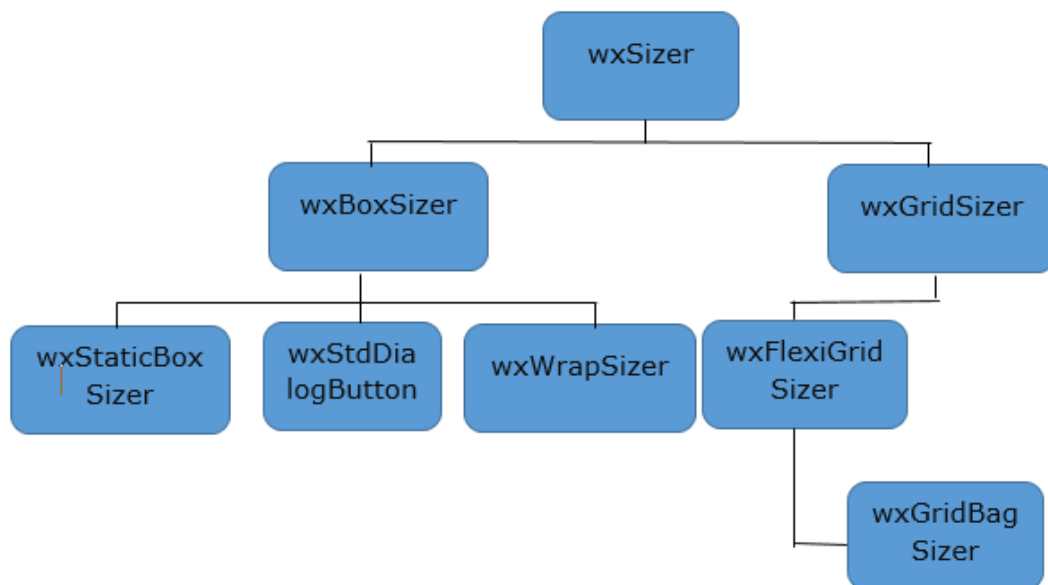 wxSizer
wxBoxSizer
wxGridSizer
wxStaticBox
Sizer
wxStdDia
logButton
wxWrapSizer
wxFlexiGrid
Sizer
wxGridBag
Sizer